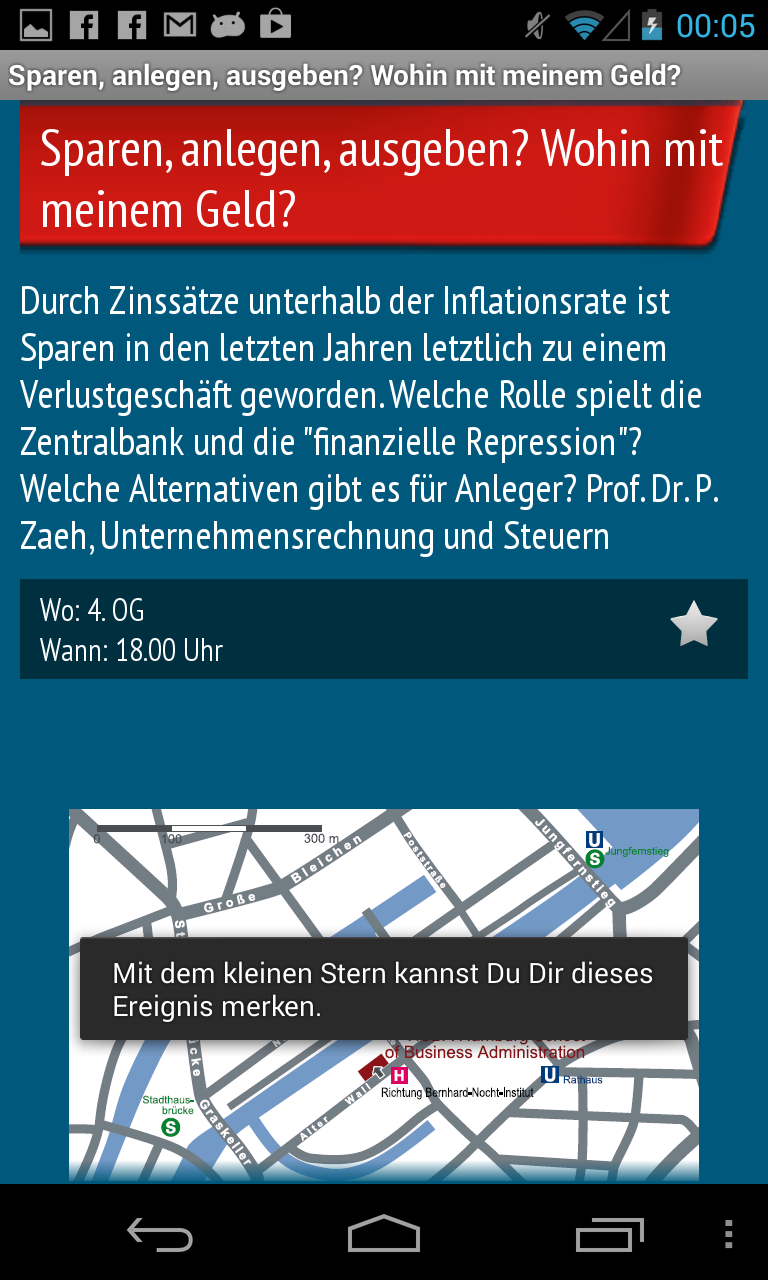 00:05
Sparen, anlegen, ausgeben? Wohin mit meinem Geld?
Sparen, anlegen, ausgeben? Wohin mit
meinem Geld?
Durch Zinssätze unterhalb der Inflationsrate ist
Sparen in den letzten Jahren letztlich zu einem
Verlustgeschäft geworden. Welche Rolle spielt die
Zentralbank und die "finanzielle Repression"?
Welche Alternativen gibt es für Anleger? Prof. Dr. P.
Zaeh, Unternehmensrechnung und Steuern
Wo: 4. OG
Wann: 18.00 Uhr
0 100 300 m
Große Bleichen
Poststraße
Jungfernstieg
U
S Jungfernstieg
Mit dem kleinen Stern kannst Du Dir dieses
Ereignis merken.
of Business Administration
H
U Rathaus
Richtung Bernhard-Nocht-Institut
Stadthaus-
brücke
S
Graskeller
Alter Wall